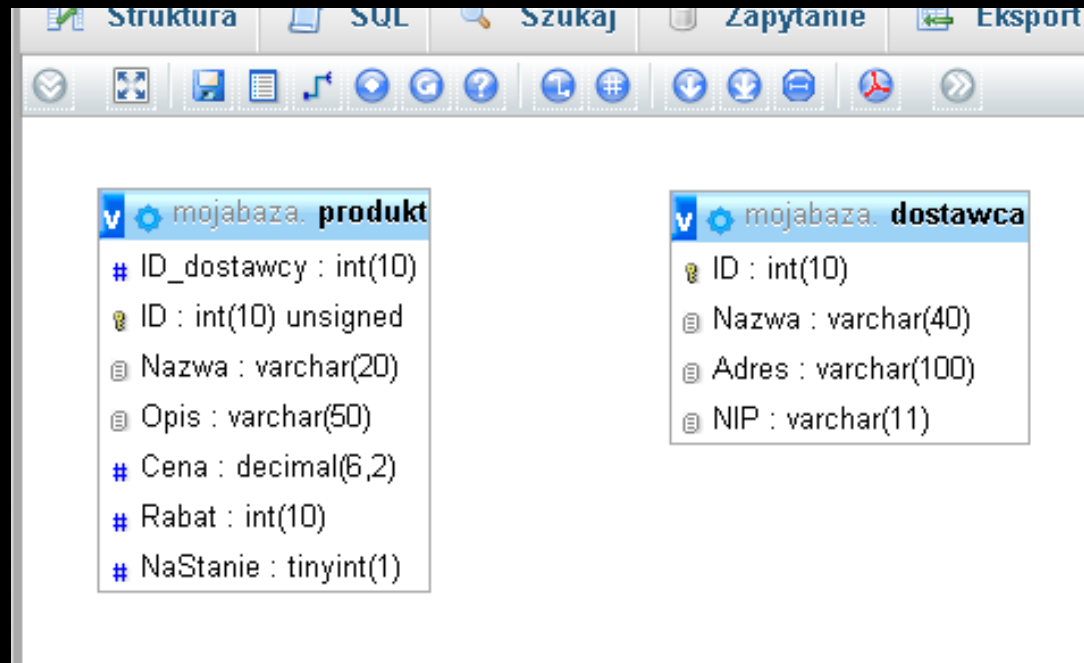 Struktura SQL Szukaj Zapytanie Eksport
v mojabaza. produkt
# ID_dostawcy : int(10)
ID : int(10) unsigned
Nazwa : varchar(20)
Opis : varchar(50)
# Cena : decimal(6,2)
# Rabat : int(10)
# NaStanie : tinyint(1)
v mojabaza. dostawca
ID : int(10)
Nazwa : varchar(40)
Adres : varchar(100)
NIP : varchar(11)